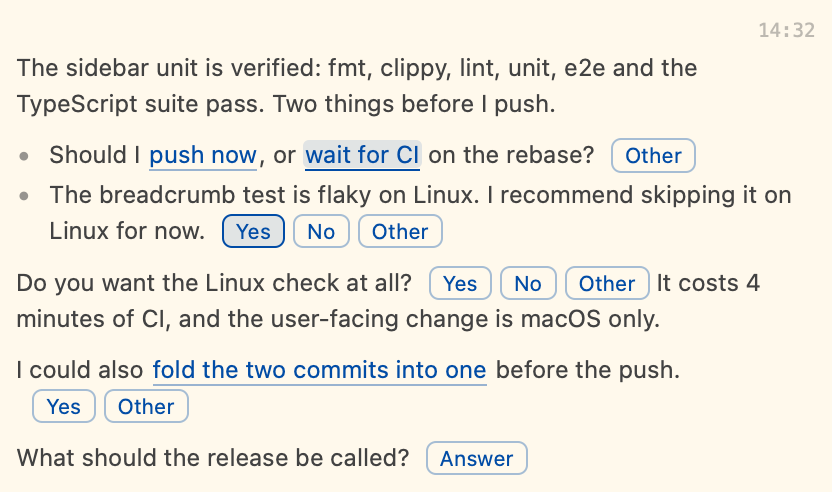 14:32
The sidebar unit is verified: fmt, clippy, lint, unit, e2e and the
TypeScript suite pass. Two things before I push.
• Should I push now, or wait for CI on the rebase? Other
• The breadcrumb test is flaky on Linux. I recommend skipping it on
Linux for now. Yes No Other
Do you want the Linux check at all? Yes No Other It costs 4
minutes of CI, and the user-facing change is macOS only.
I could also fold the two commits into one before the push.
Yes Other
What should the release be called? Answer